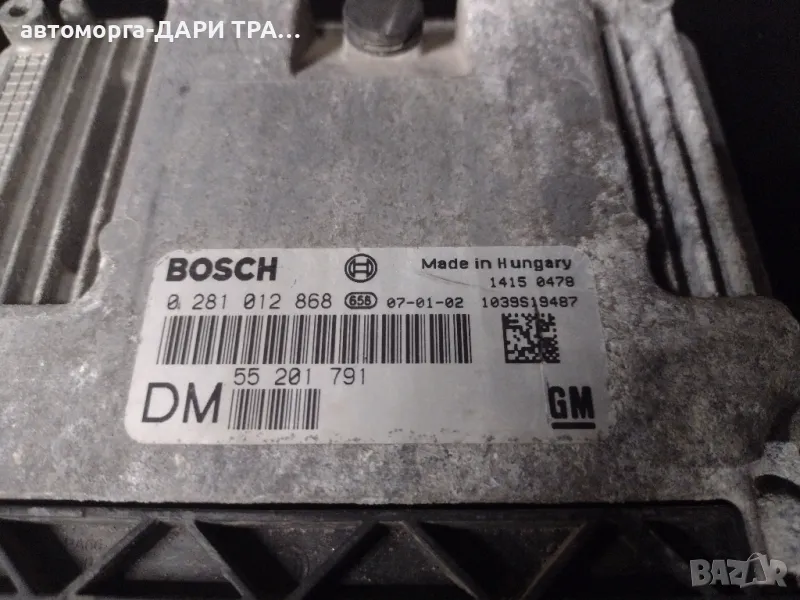 автоморга-ДАРИ ТРА...
BOSCH Made in Hungary
1415 0478
0 281 012 868 656 07-01-02 1039S19487
55 201 791
DM GM
BAZAR